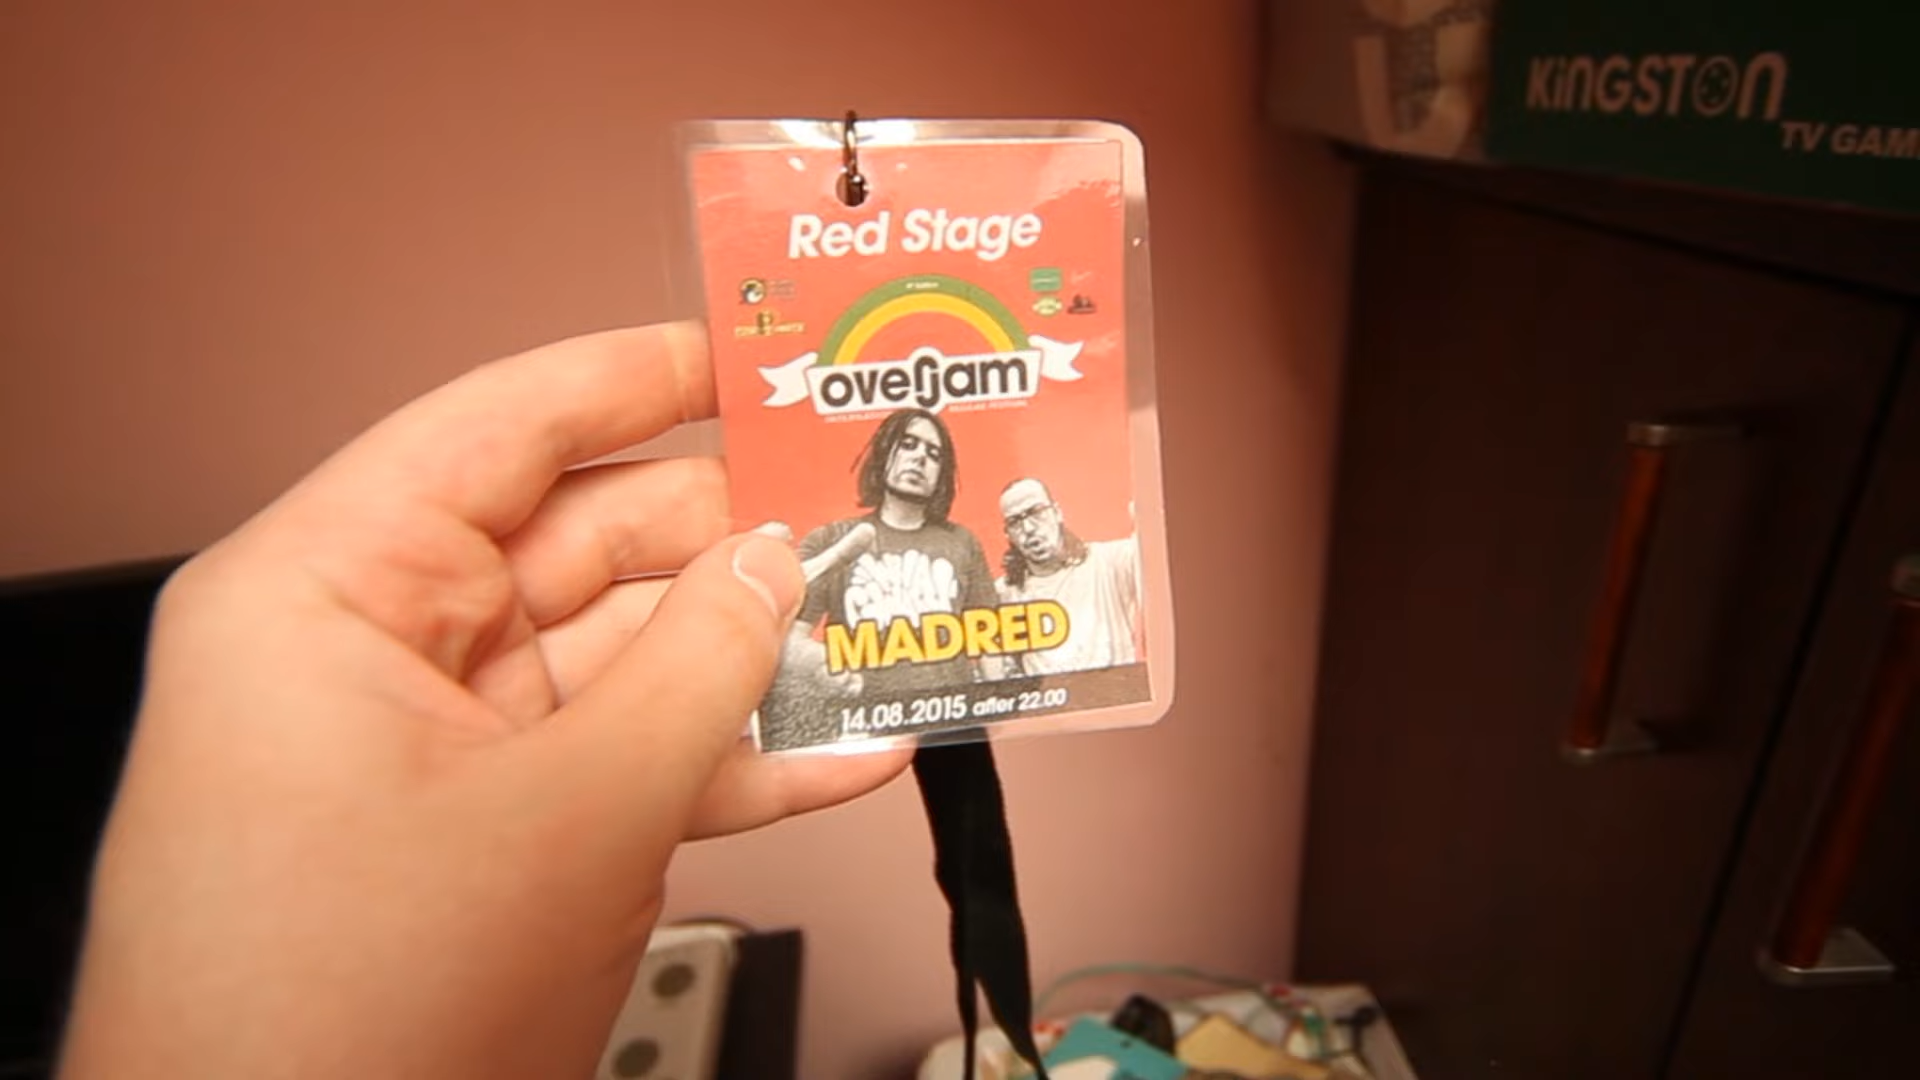 KINGSTON
TV GAM
Red Stage
overjam
MADRED
14.08.2015 after 22.00